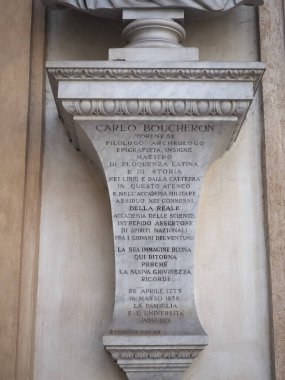 CARLO BOUCHERON
TORINESE
FILOLOGO ARCHEOLOGO
EPIGRAFISTA INSIGNE
MAESTRO
DI ELOQUENZA LATINA
E DI STORIA
NEI LIBRI E DALLA CATTEDRA
IN QUESTO ATENEO
E NELL'ACCADEMIA MILITARE
ASSIDUO NEI CONSESSI
DELLA REALE
ACCADEMIA DELLE SCIENZE
INTREPIDO ASSERTORE
DI SPIRITI NAZIONALI
FRA I GIOVANI DEL VENTUNO
LA SUA IMMAGINE BUONA
QUI RITORNA
PERCHÈ
LA NUOVA GIOVINEZZA
RICORDI
28 APRILE 1773
16 MARZO 1838
LA FAMIGLIA
E L'UNIVERSITÀ
POSERO